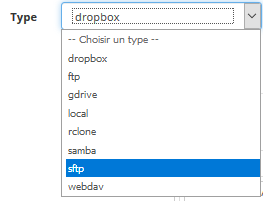 Type dropbox
-- Choisir un type --
dropbox
ftp
gdrive
local
rclone
samba
sftp
webdav